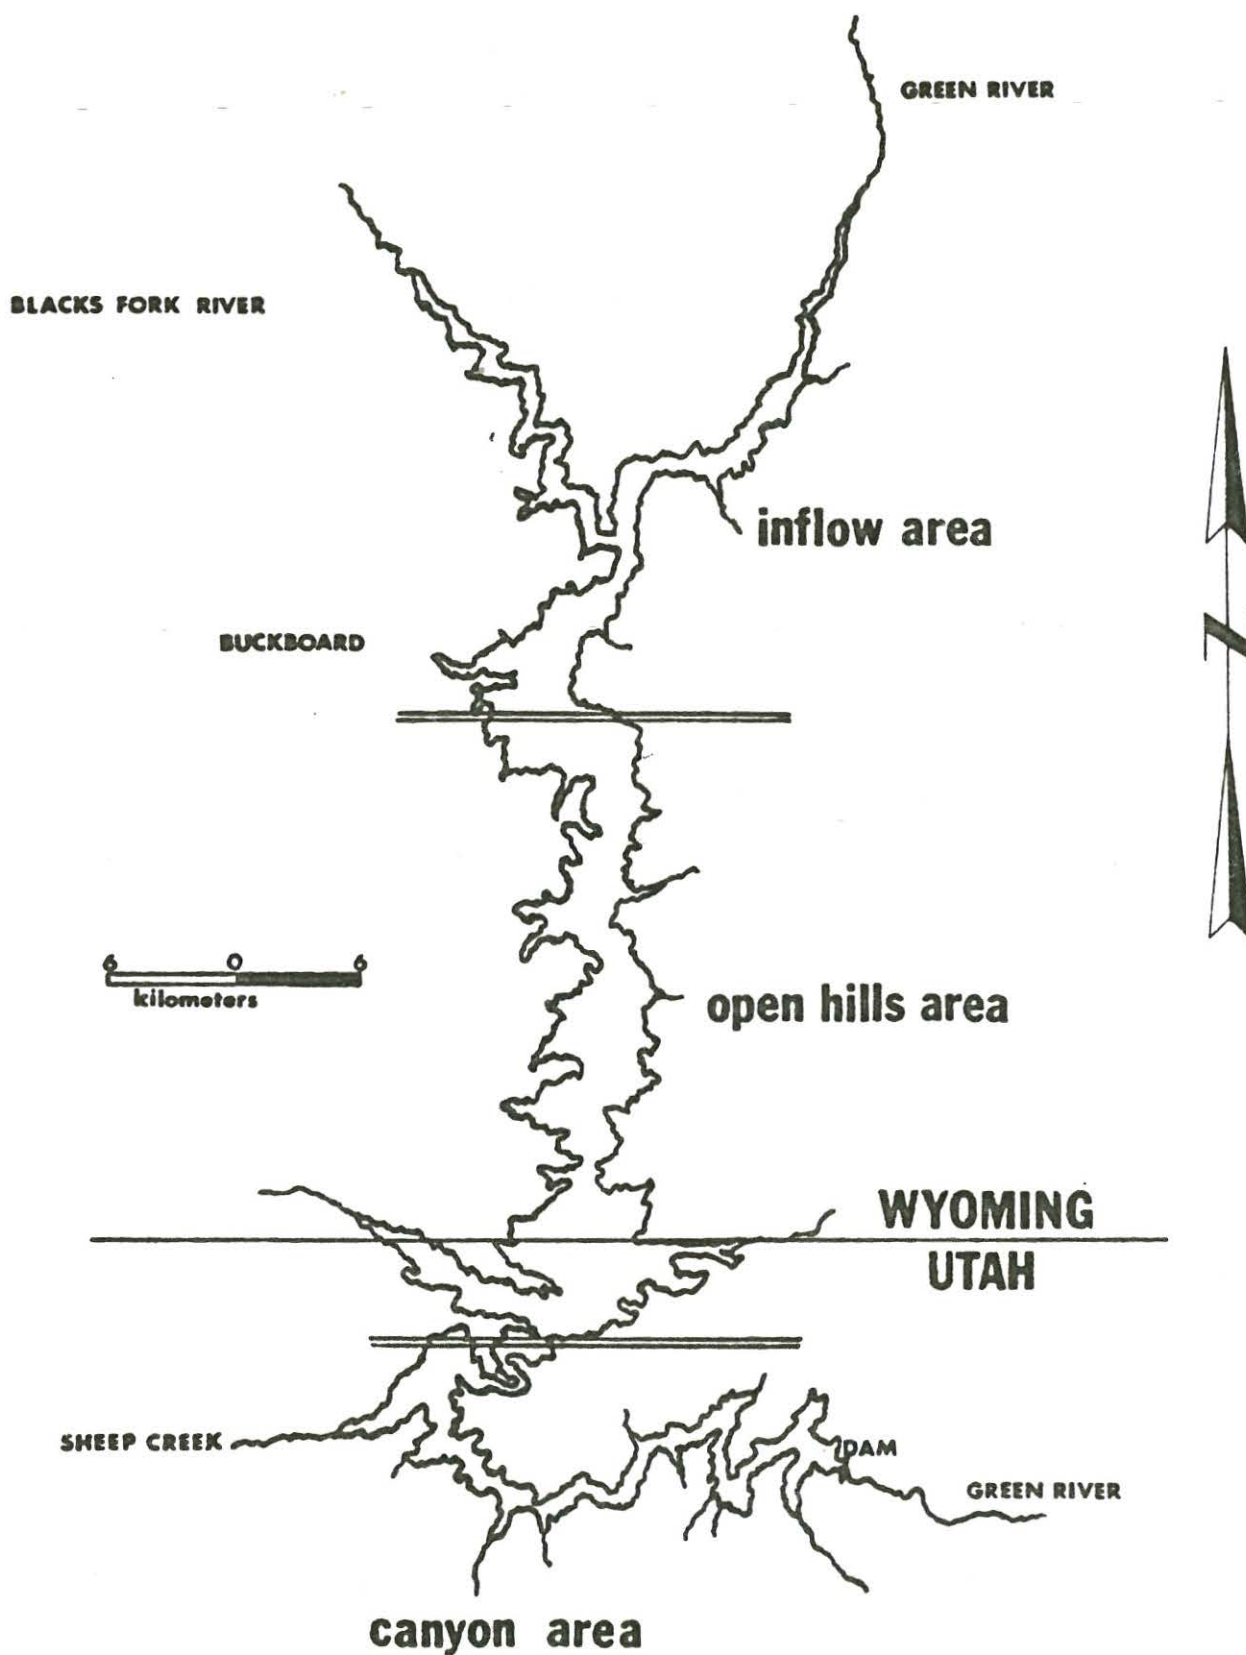 GREEN RIVER
BLACKS FORK RIVER
inflow area
N
BUCKBOARD
6 0 6
kilometers
open hills area
WYOMING
UTAH
SHEEP CREEK
DAM
GREEN RIVER
canyon area